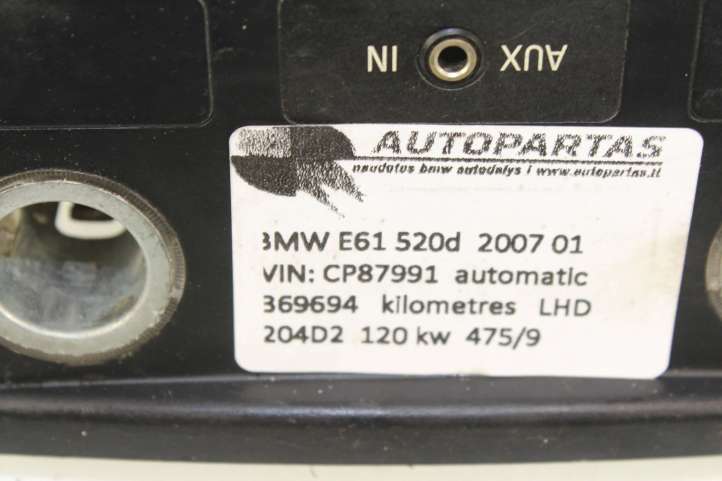 AUX IN
AUTOPARTAS
naudotos bmw autodalys i www.autopartas.lt
BMW E61 520d 2007 01
VIN: CP87991 automatic
369694 kilometres LHD
204D2 120 kw 475/9